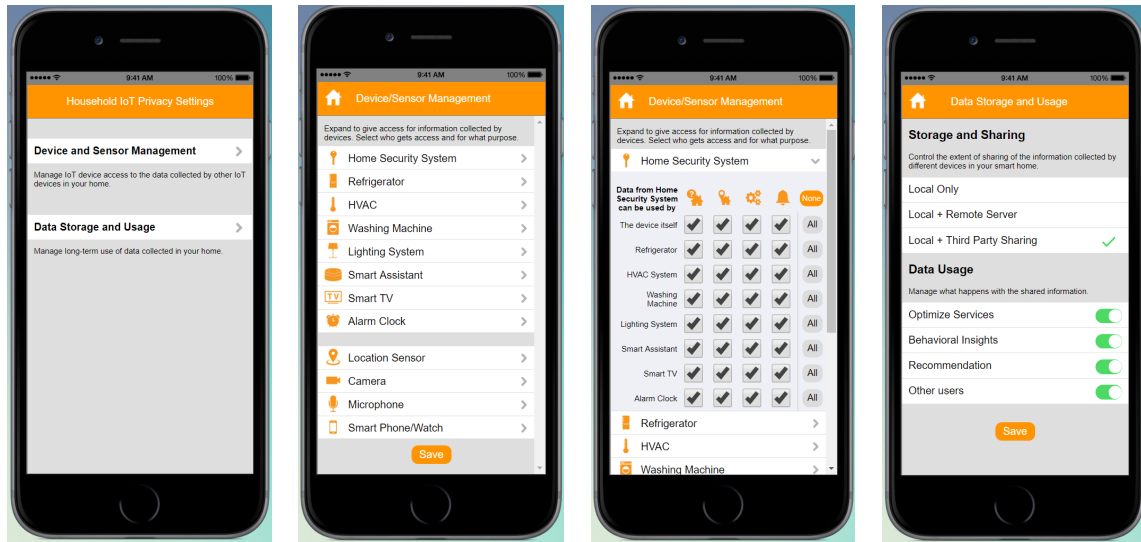 9:41 AM
100%
Household IoT Privacy Settings
Device and Sensor Management
Manage IoT device access to the data collected by other IoT
devices in your home.
Data Storage and Usage
Manage long-term use of data collected in your home.
9:41 AM
100%
Device/Sensor Management
Expand to give access for information collected by
devices. Select who gets access and for what purpose.
Home Security System
Refrigerator
HVAC
Washing Machine
Lighting System
Smart Assistant
TV
Smart TV
Alarm Clock
Location Sensor
Camera
Microphone
Smart Phone/Watch
Save
9:41 AM
100%
Device/Sensor Management
Expand to give access for information collected by
devices. Select who gets access and for what purpose.
Home Security System
Data from Home
Security System
can be used by
None
The device itself All
Refrigerator All
HVAC System All
Washing
Machine All
Lighting System All
Smart Assistant All
Smart TV All
Alarm Clock All
Refrigerator
HVAC
Washing Machine
9:41 AM
100%
Data Storage and Usage
Storage and Sharing
Control the extent of sharing of the information collected by
different devices in your smart home.
Local Only
Local + Remote Server
Local + Third Party Sharing
Data Usage
Manage what happens with the shared information.
Optimize Services
Behavioral Insights
Recommendation
Other users
Save